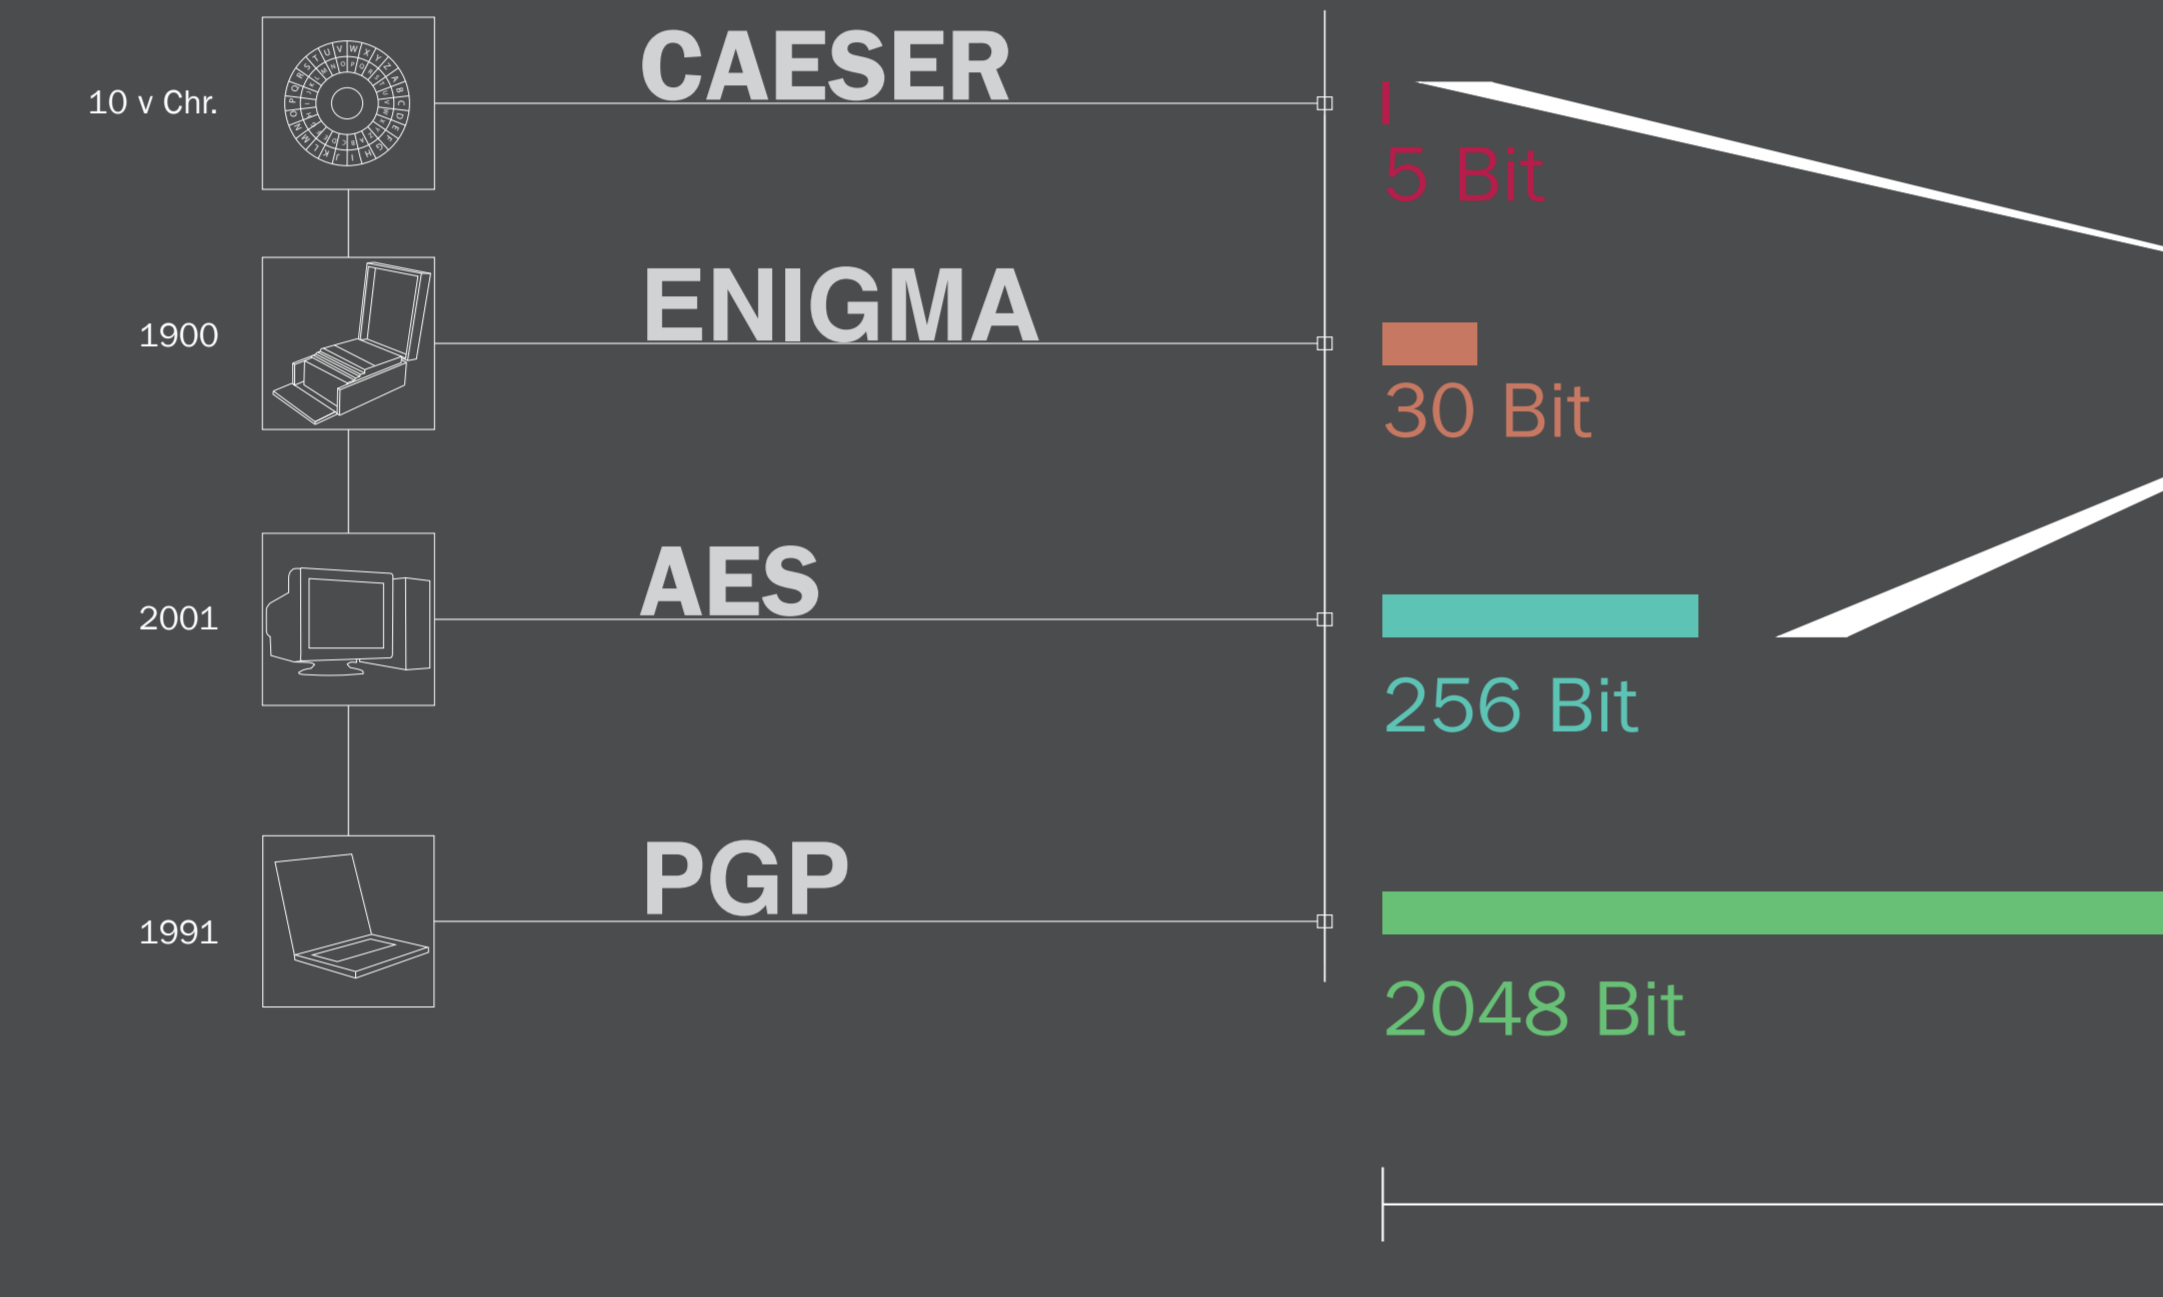 10 v Chr.
CAESER
5 Bit
1900
ENIGMA
30 Bit
2001
AES
256 Bit
1991
PGP
2048 Bit